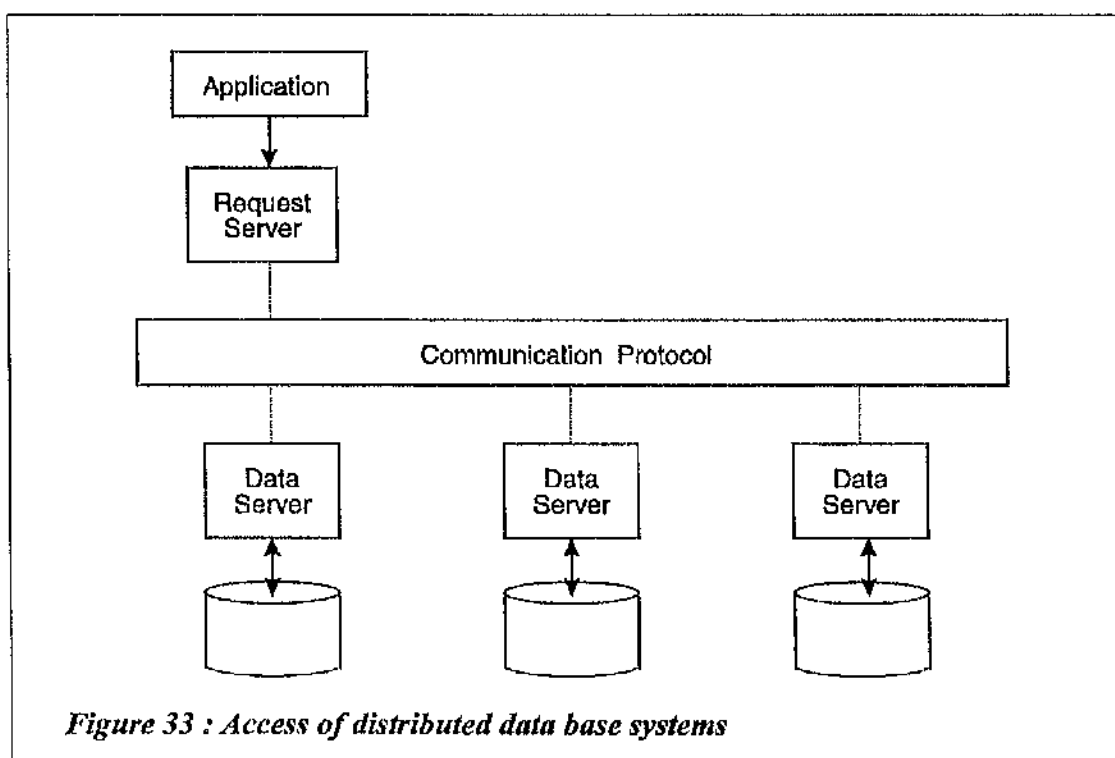 Application
Request
Server
Communication Protocol
Data
Server
Data
Server
Data
Server
Figure 33 : Access of distributed data base systems